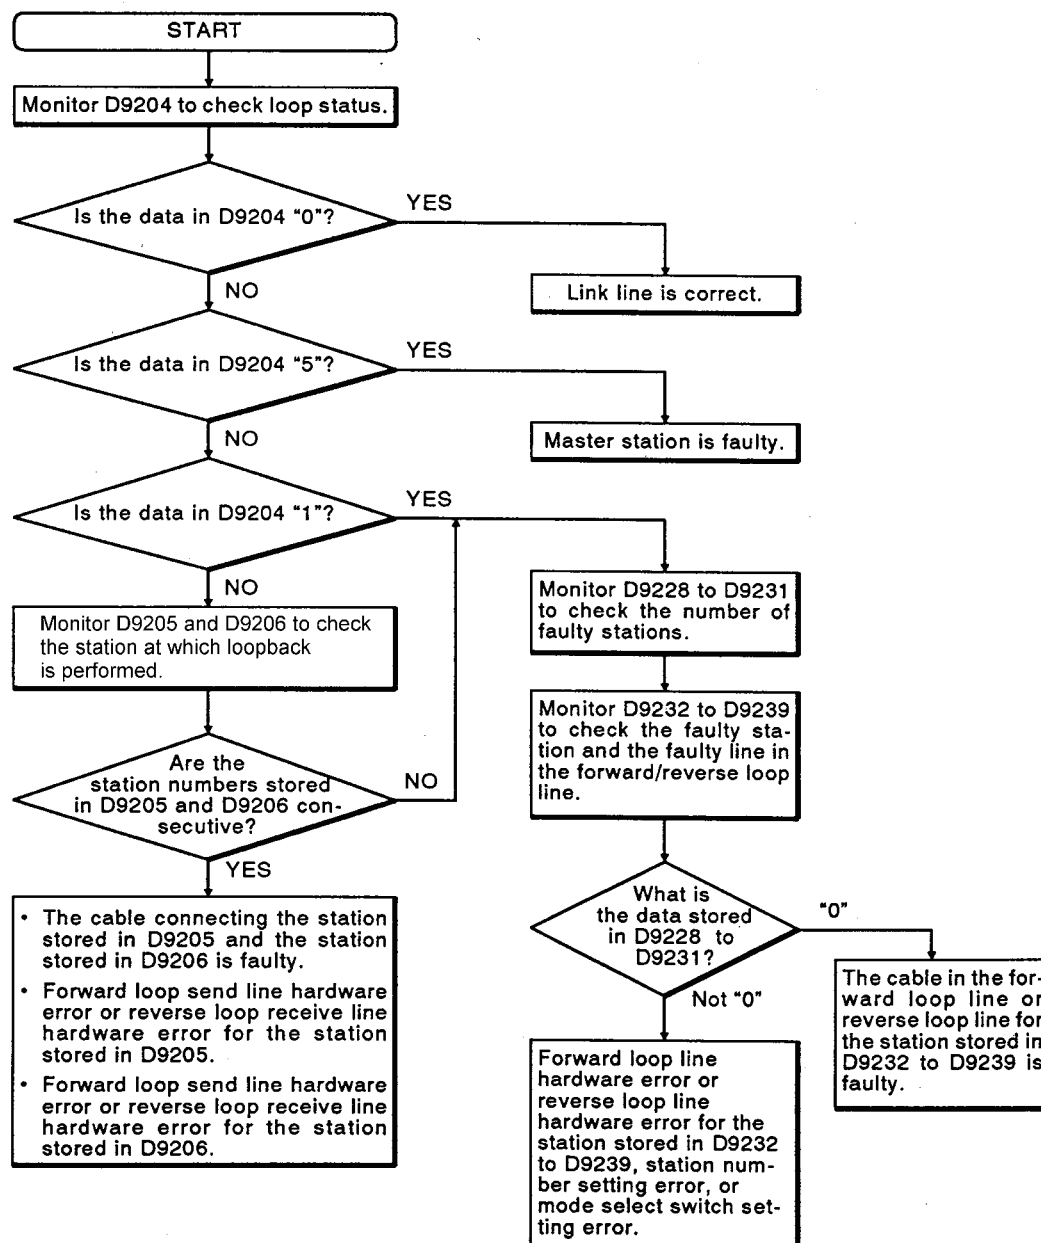 START
Monitor D9204 to check loop status.
Is the data in D9204 “0”?
YES
Link line is correct.
NO
Is the data in D9204 “5”?
YES
Master station is faulty.
NO
Is the data in D9204 “1”?
YES
NO
Monitor D9205 and D9206 to check
the station at which loopback
is performed.
Are the
station numbers stored
in D9205 and D9206 con-
secutive?
NO
YES
• The cable connecting the station
stored in D9205 and the station
stored in D9206 is faulty.
• Forward loop send line hardware
error or reverse loop receive line
hardware error for the station
stored in D9205.
• Forward loop send line hardware
error or reverse loop receive line
hardware error for the station
stored in D9206.
Monitor D9228 to D9231
to check the number of
faulty stations.
Monitor D9232 to D9239
to check the faulty sta-
tion and the faulty line in
the forward/reverse loop
line.
What is
the data stored
in D9228 to
D9231?
“0”
Not “0”
The cable in the for-
ward loop line or
reverse loop line for
the station stored in
D9232 to D9239 is
faulty.
Forward loop line
hardware error or
reverse loop line
hardware error for the
station stored in D9232
to D9239, station num-
ber setting error, or
mode select switch set-
ting error.